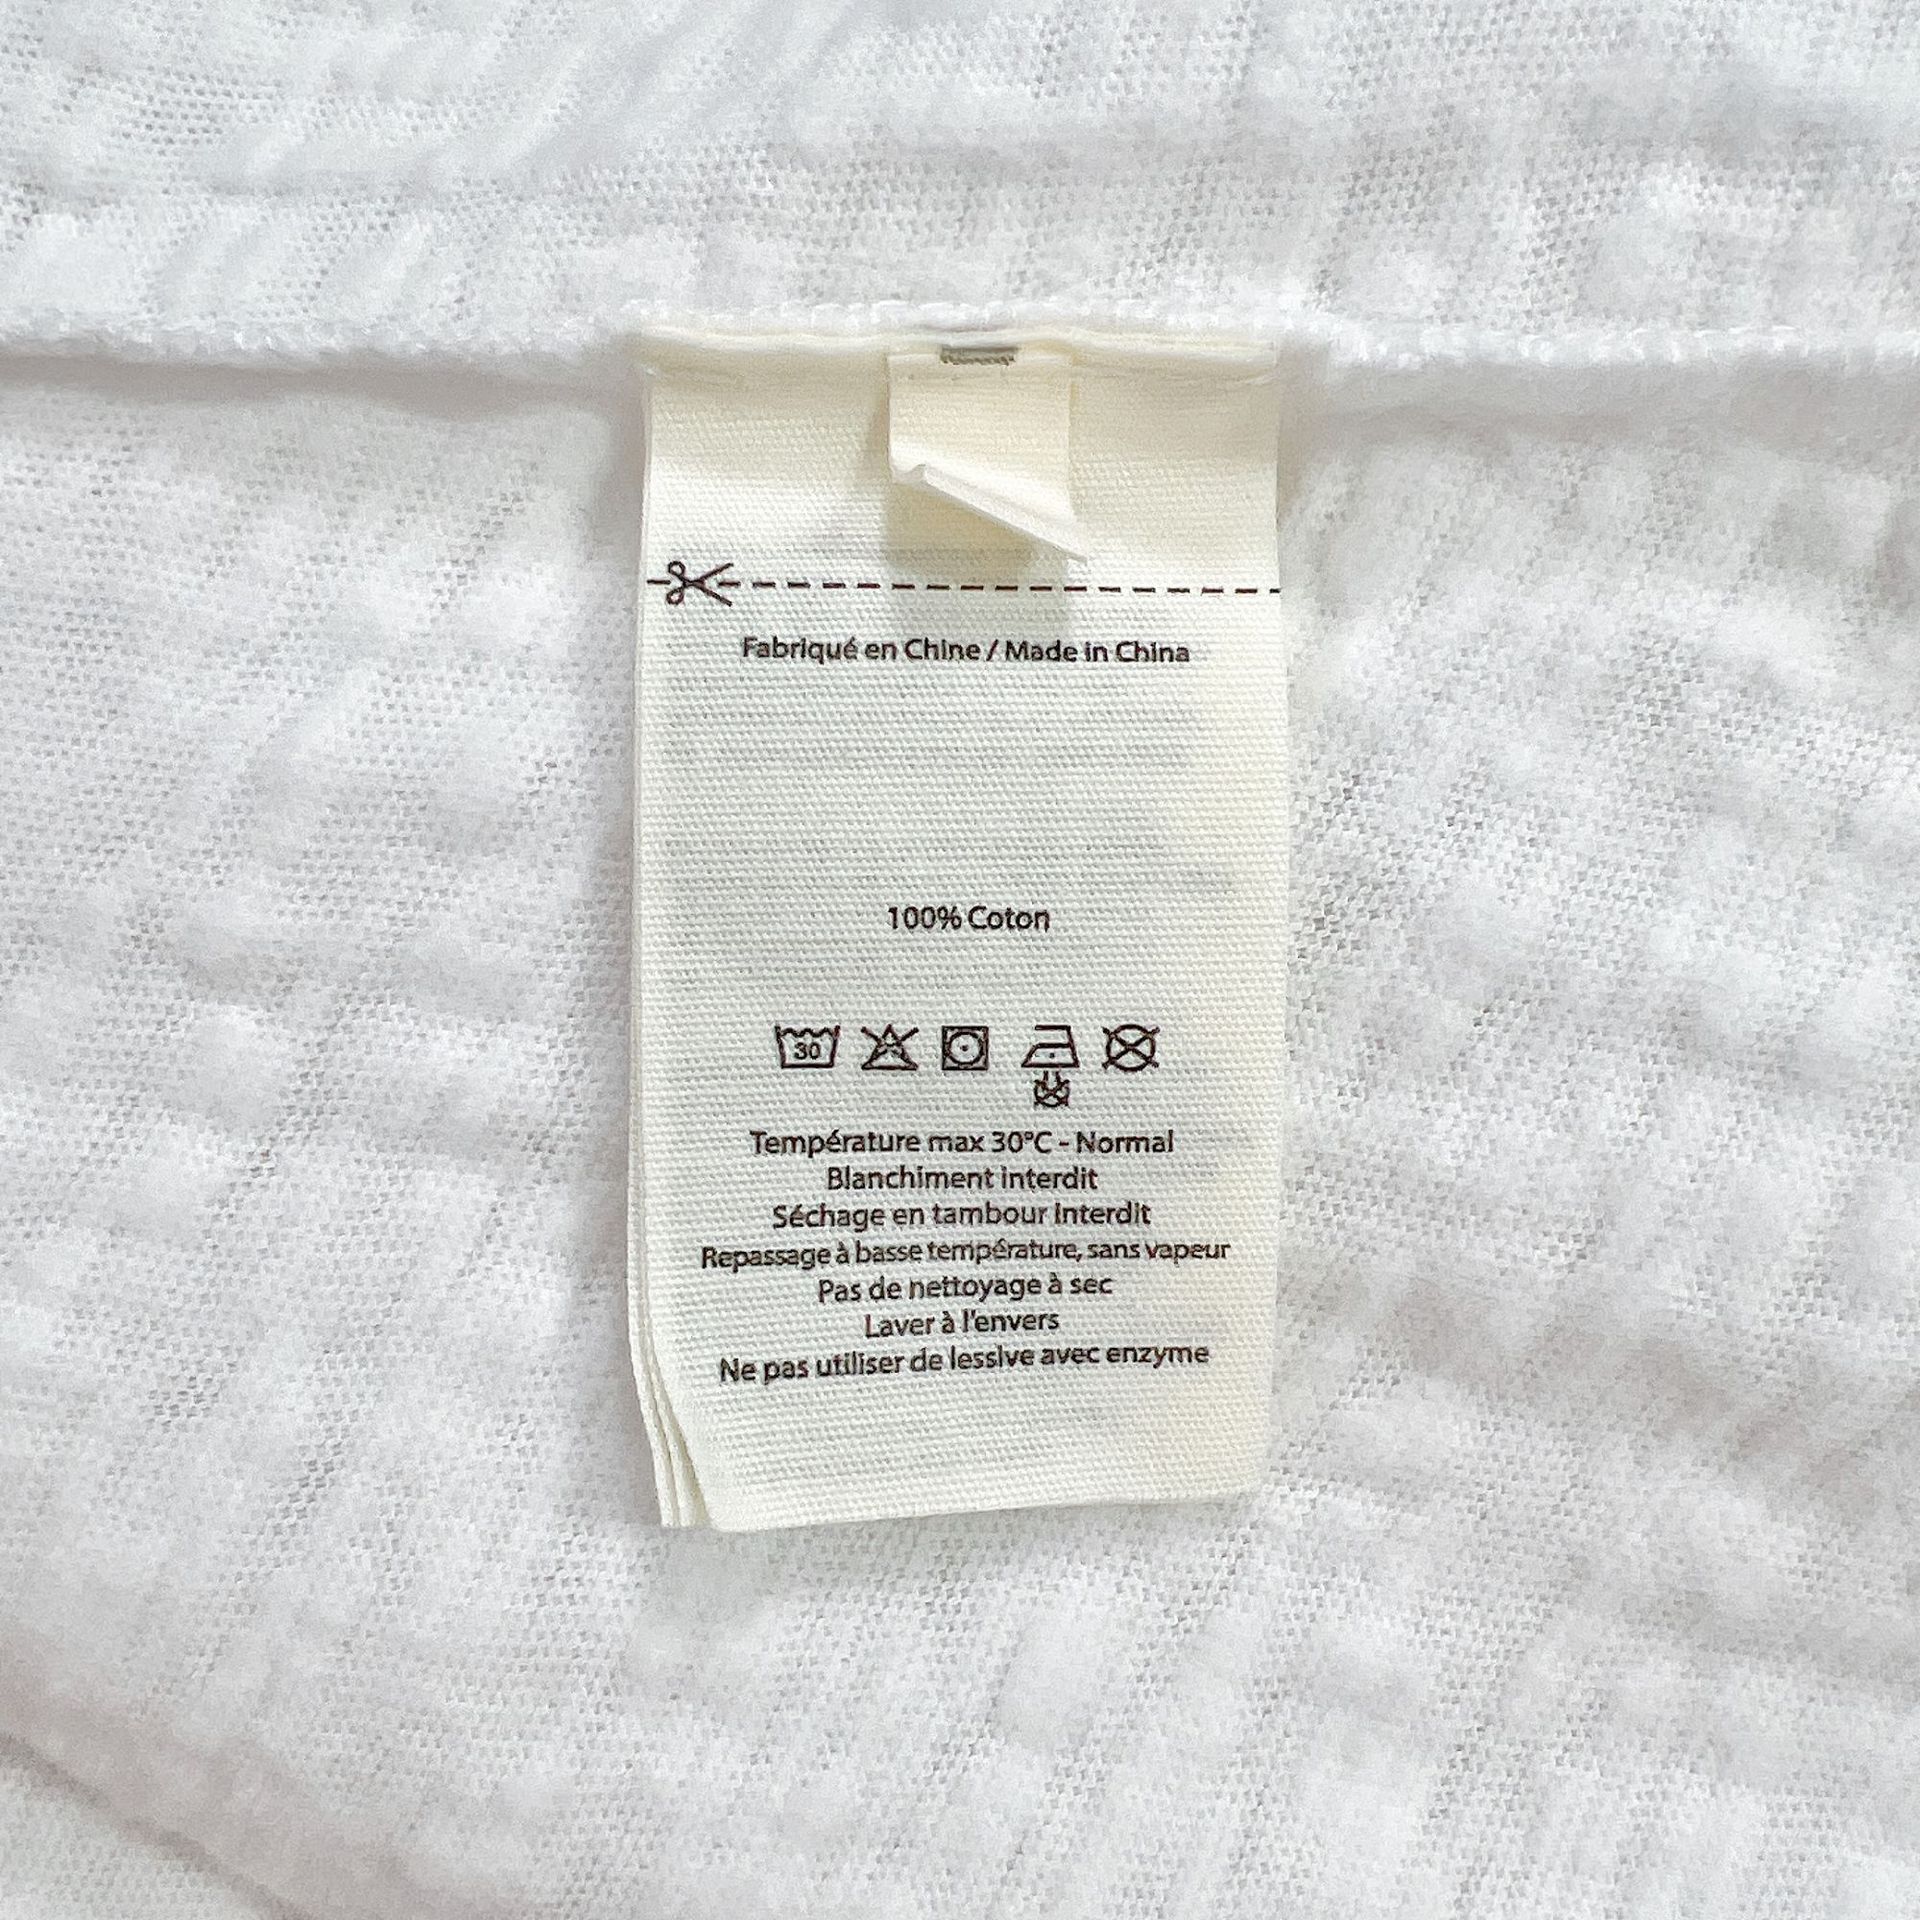 Fabriqué en Chine / Made in China
100% Coton
30
Température max 30°C - Normal
Blanchiment interdit
Séchage en tambour interdit
Repassage à basse température, sans vapeur
Pas de nettoyage à sec
Laver à l'envers
Ne pas utiliser de lessive avec enzyme